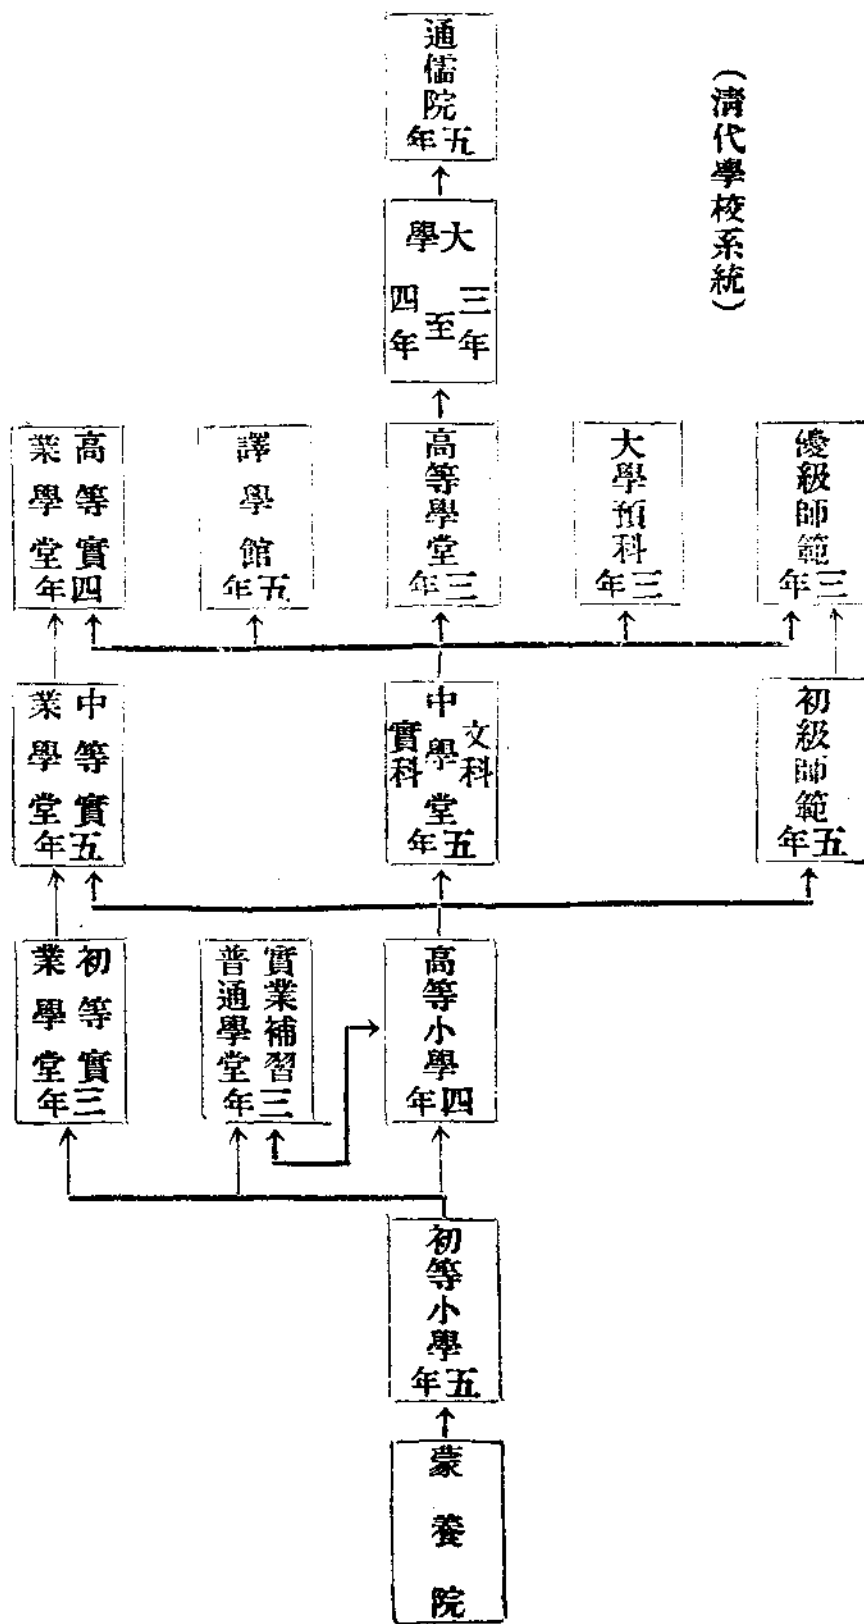 (清代學校系統)
通儒院
五年
大學
三年
至
四年
高等實業學堂
四年
譯學館
五年
高等學堂
三年
大學預科
三年
優級師範
三年
中等實業學堂
五年
文科
中學堂
實科
五年
初級師範
五年
初等實業學堂
三年
實業補習
普通學堂
三年
高等小學
四年
初等小學
五年
蒙養院